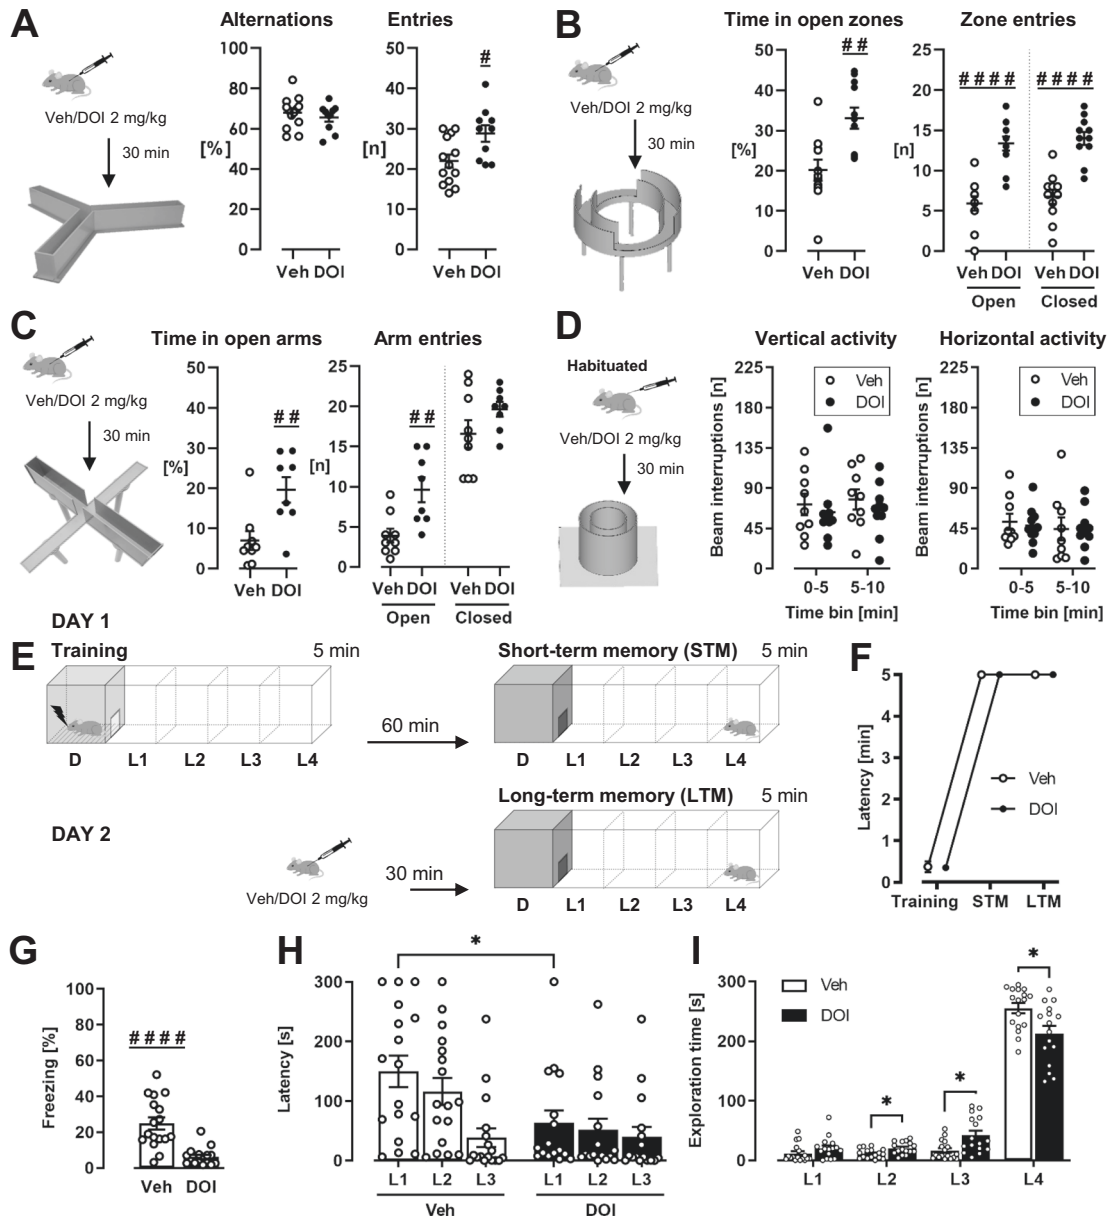 A
Veh/DOI 2 mg/kg
30 min
Alternations
[%]
100
80
60
40
20
0
Veh DOI
Entries
[n]
50
40
30
20
10
0
#
Veh DOI
B
Veh/DOI 2 mg/kg
30 min
Time in open zones
[%]
50
40
30
20
10
0
##
Veh DOI
Zone entries
[n]
25
20
15
10
5
0
#### ####
Veh DOI Veh DOI
Open Closed
C
Veh/DOI 2 mg/kg
30 min
Time in open arms
[%]
50
40
30
20
10
0
##
Veh DOI
Arm entries
[n]
25
20
15
10
5
0
##
Veh DOI Veh DOI
Open Closed
D
Habituated
Veh/DOI 2 mg/kg
30 min
Vertical activity
Beam interruptions [n]
225
180
135
90
45
0
Veh
DOI
0-5 5-10
Time bin [min]
Horizontal activity
Beam interruptions [n]
225
180
135
90
45
0
Veh
DOI
0-5 5-10
Time bin [min]
DAY 1
E
Training 5 min
D L1 L2 L3 L4
60 min
Short-term memory (STM) 5 min
D L1 L2 L3 L4
DAY 2
Veh/DOI 2 mg/kg
30 min
Long-term memory (LTM) 5 min
D L1 L2 L3 L4
F
Latency [min]
5
4
3
2
1
0
Veh
DOI
Training STM LTM
G
Freezing [%]
100
80
60
40
20
0
####
Veh DOI
H
Latency [s]
300
200
100
0
*
L1 L2 L3 L1 L2 L3
Veh DOI
I
Exploration time [s]
300
200
100
0
Veh
DOI
*
*
*
L1 L2 L3 L4